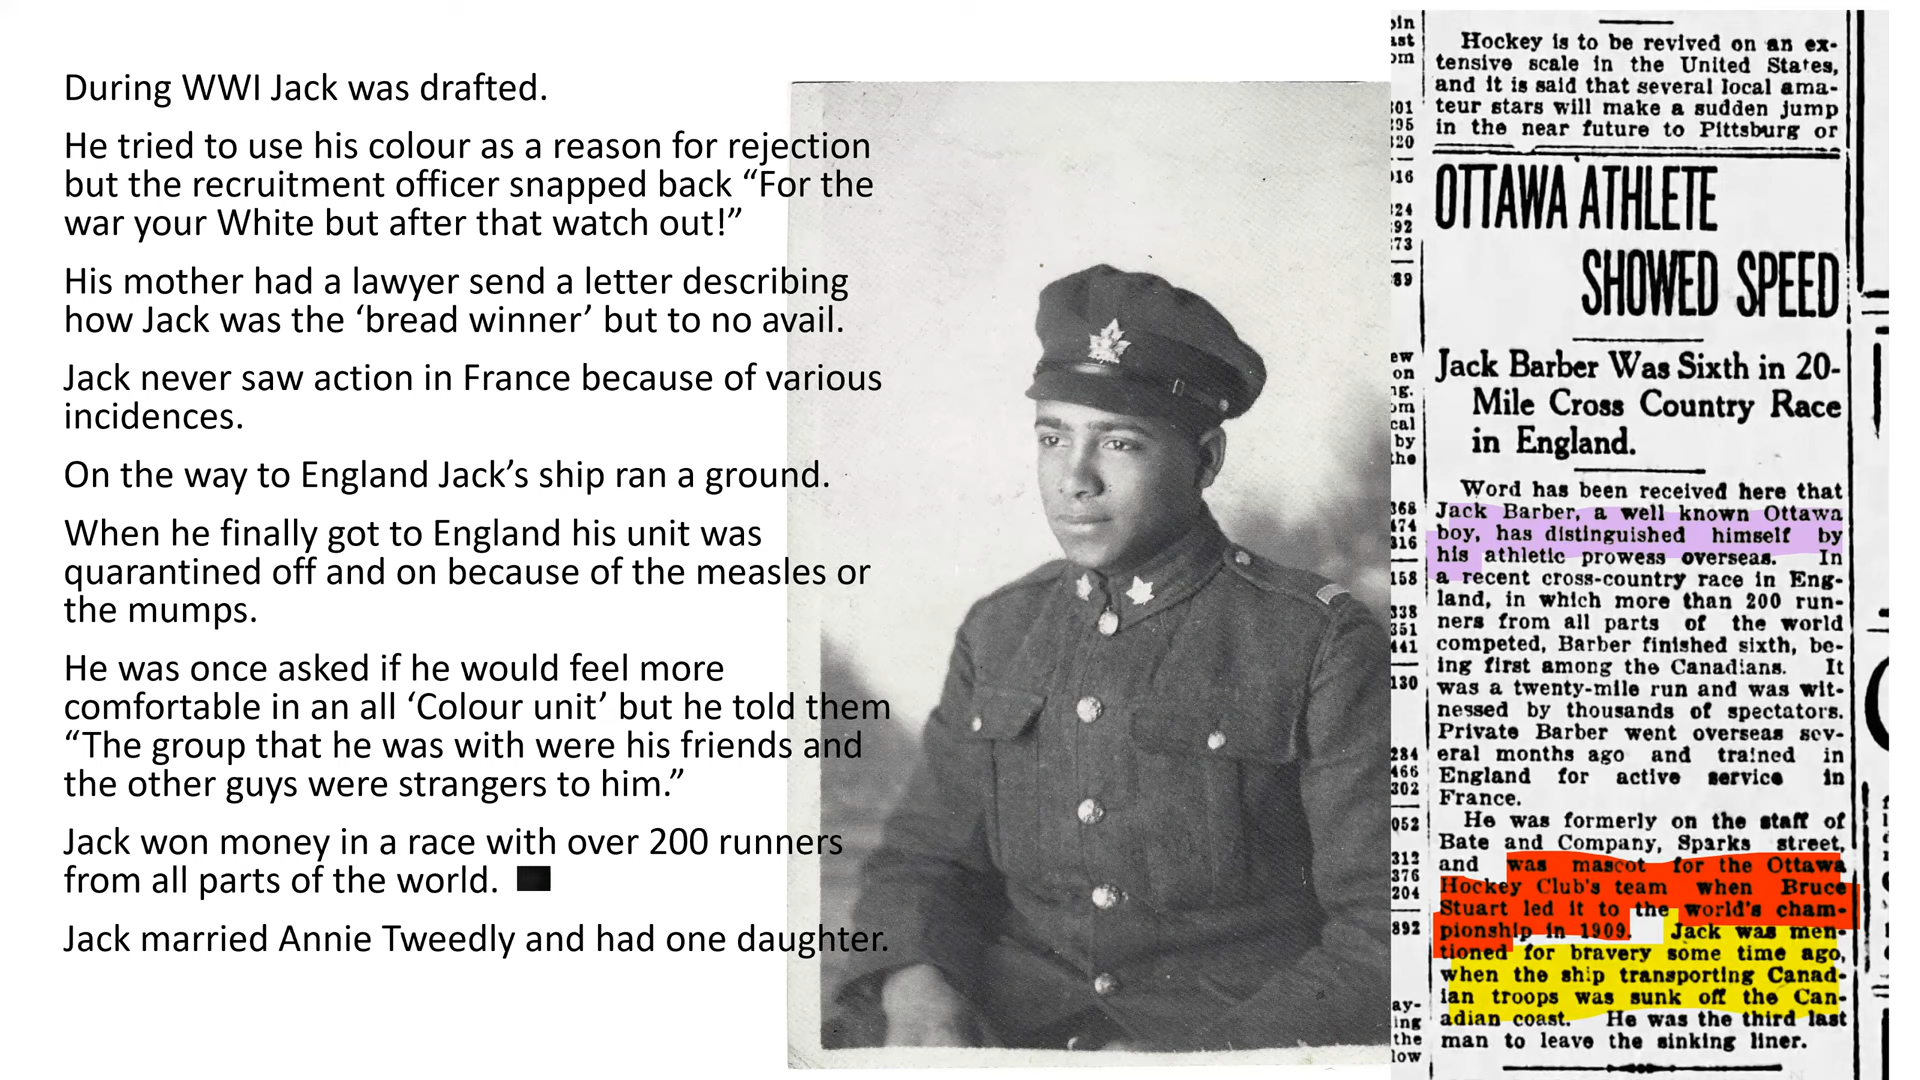 During WWI Jack was drafted.
He tried to use his colour as a reason for rejection
but the recruitment officer snapped back “For the
war your White but after that watch out!”
His mother had a lawyer send a letter describing
how Jack was the ‘bread winner’ but to no avail.
Jack never saw action in France because of various
incidences.
On the way to England Jack’s ship ran a ground.
When he finally got to England his unit was
quarantined off and on because of the measles or
the mumps.
He was once asked if he would feel more
comfortable in an all ‘Colour unit’ but he told them
“The group that he was with were his friends and
the other guys were strangers to him.”
Jack won money in a race with over 200 runners
from all parts of the world.
Jack married Annie Tweedly and had one daughter.
Hockey is to be revived on an ex-
tensive scale in the United States,
and it is said that several local ama-
teur stars will make a sudden jump
in the near future to Pittsburg or
OTTAWA ATHLETE
SHOWED SPEED
Jack Barber Was Sixth in 20-
Mile Cross Country Race
in England.
Word has been received here that
Jack Barber, a well known Ottawa
boy, has distinguished himself by
his athletic prowess overseas. In
a recent cross-country race in Eng-
land, in which more than 200 run-
ners from all parts of the world
competed, Barber finished sixth, be-
ing first among the Canadians. It
was a twenty-mile run and was wit-
nessed by thousands of spectators.
Private Barber went overseas sev-
eral months ago and trained in
England for active service in
France.
He was formerly on the staff of
Bate and Company, Sparks street,
and was mascot for the Ottawa
Hockey Club's team when Bruce
Stuart led it to the world's cham-
pionship in 1909. Jack was men-
tioned for bravery some time ago,
when the ship transporting Canad-
ian troops was sunk off the Can-
adian coast. He was the third last
man to leave the sinking liner.